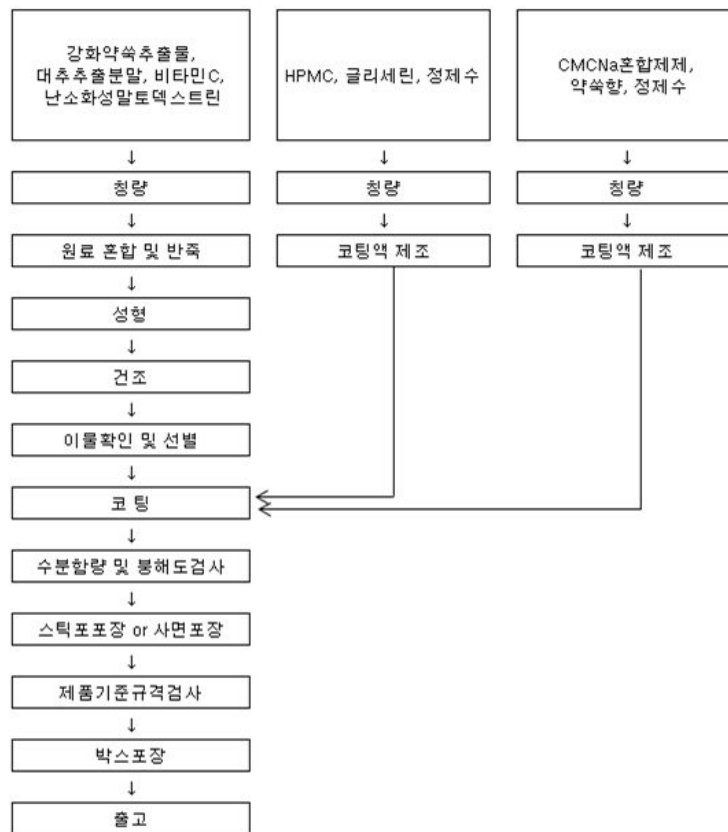 강화약쑥추출물,
대추추출분말, 비타민C,
난소화성말토덱스트린
↓
칭량
↓
원료 혼합 및 반죽
↓
성형
↓
건조
↓
이물확인 및 선별
↓
코 팅
↓
수분함량 및 붕해도검사
↓
스틱포포장 or 사면포장
↓
제품기준규격검사
↓
박스포장
↓
출고
HPMC, 글리세린, 정제수
↓
칭량
↓
코팅액 제조
CMCNa혼합제제,
약쑥향, 정제수
↓
칭량
↓
코팅액 제조